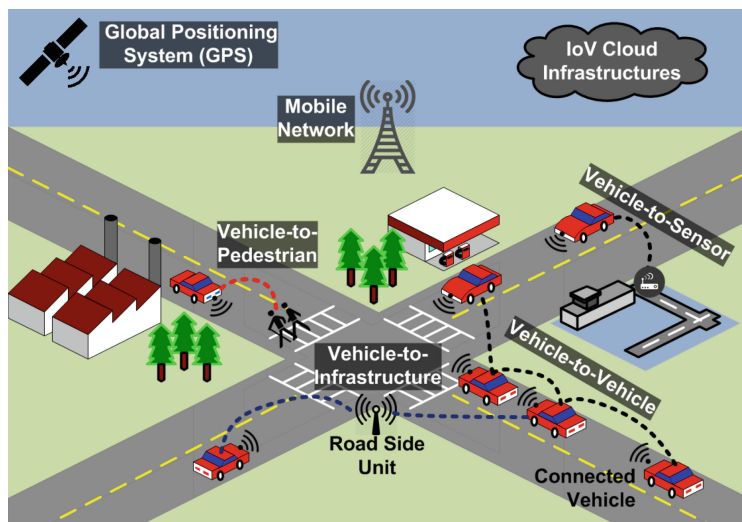 Global Positioning
System (GPS)
IoV Cloud
Infrastructures
Mobile
Network
Vehicle-to-
Pedestrian
Vehicle-to-Sensor
Vehicle-to-
Infrastructure
Vehicle-to-Vehicle
Road Side
Unit
Connected
Vehicle